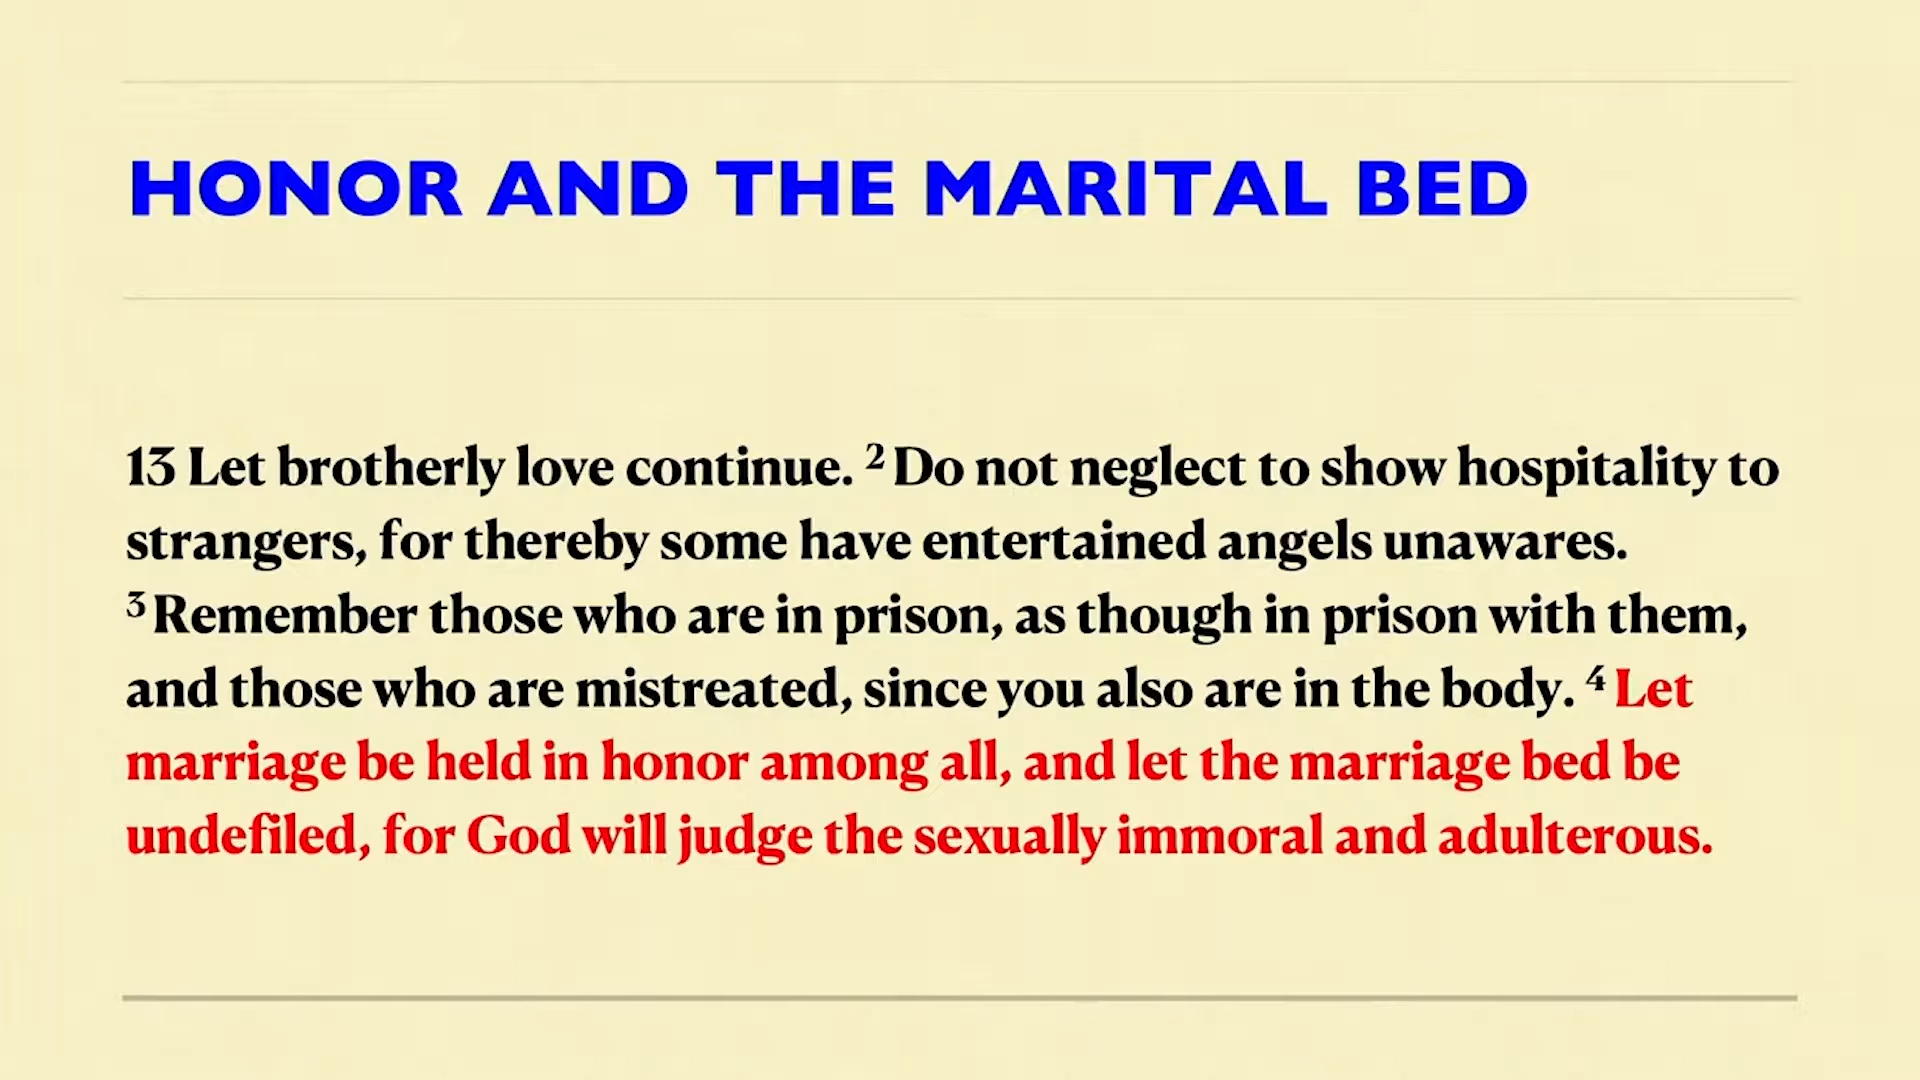 HONOR AND THE MARITAL BED
13 Let brotherly love continue. ² Do not neglect to show hospitality to
strangers, for thereby some have entertained angels unawares.
³ Remember those who are in prison, as though in prison with them,
and those who are mistreated, since you also are in the body. ⁴ Let
marriage be held in honor among all, and let the marriage bed be
undefiled, for God will judge the sexually immoral and adulterous.